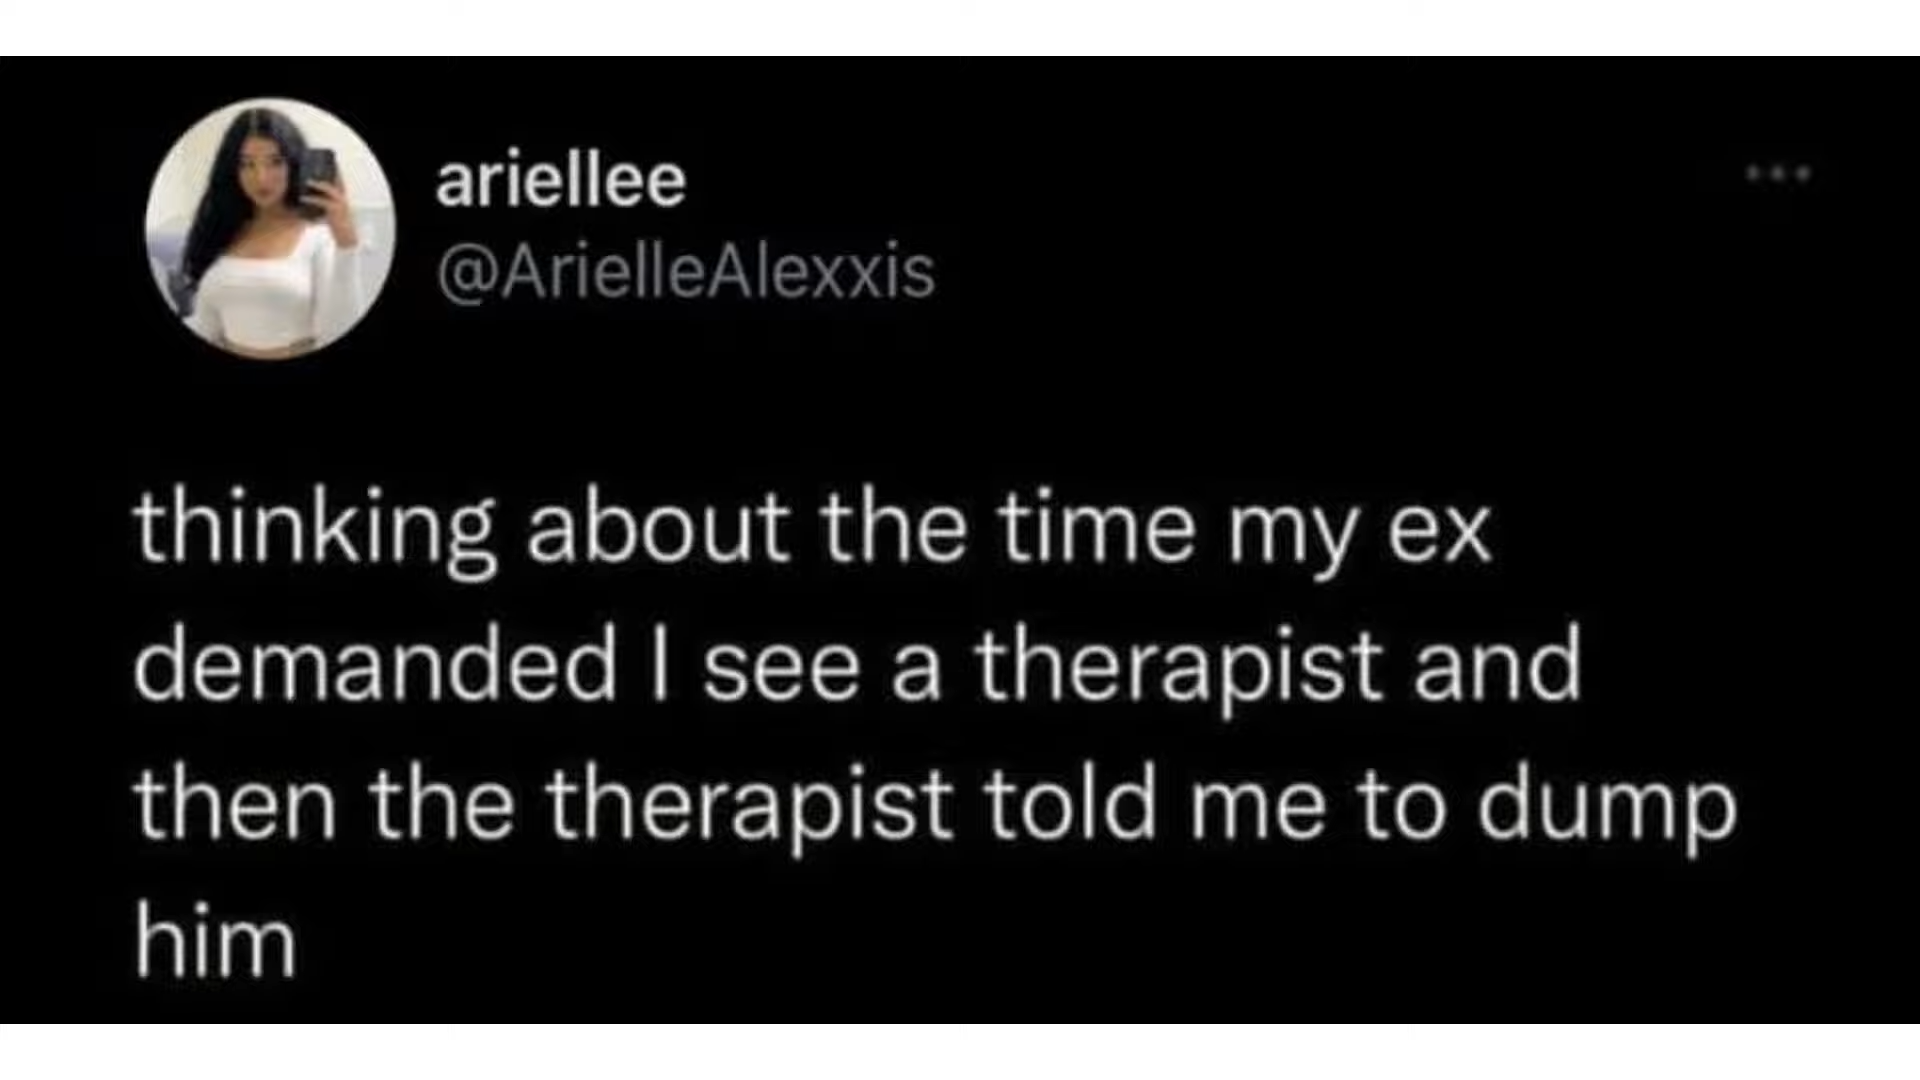 ariellee
@ArielleAlexxis
thinking about the time my ex
demanded I see a therapist and
then the therapist told me to dump
him